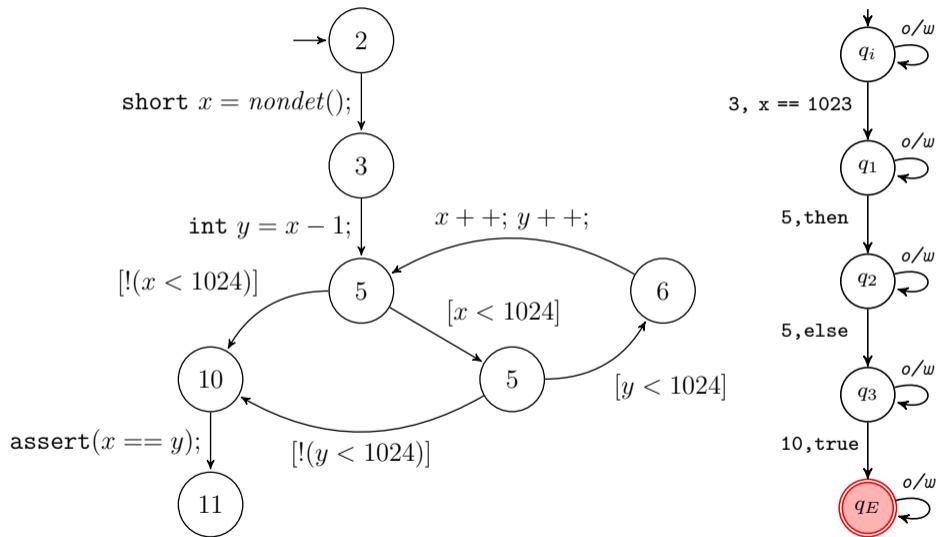 2
short x = nondet();
3
int y = x − 1;
x + +; y + +;
[!(x < 1024)]
5
[x < 1024]
6
10
5
[y < 1024]
assert(x == y);
[!(y < 1024)]
11
q_i
o/w
3, x == 1023
q_1
o/w
5,then
q_2
o/w
5,else
q_3
o/w
10,true
q_E
o/w